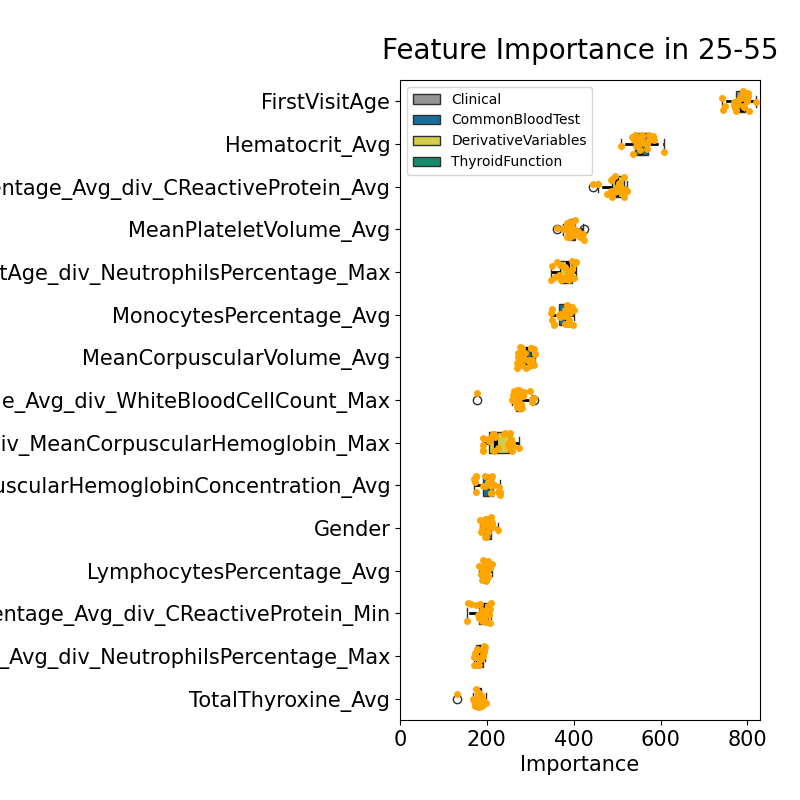 Feature Importance in 25-55
FirstVisitAge
Hematocrit_Avg
entage_Avg_div_CReactiveProtein_Avg
MeanPlateletVolume_Avg
tAge_div_NeutrophilsPercentage_Max
MonocytesPercentage_Avg
MeanCorpuscularVolume_Avg
e_Avg_div_WhiteBloodCellCount_Max
iv_MeanCorpuscularHemoglobin_Max
uscularHemoglobinConcentration_Avg
Gender
LymphocytesPercentage_Avg
entage_Avg_div_CReactiveProtein_Min
_Avg_div_NeutrophilsPercentage_Max
TotalThyroxine_Avg
Clinical
CommonBloodTest
DerivativeVariables
ThyroidFunction
0 200 400 600 800
Importance